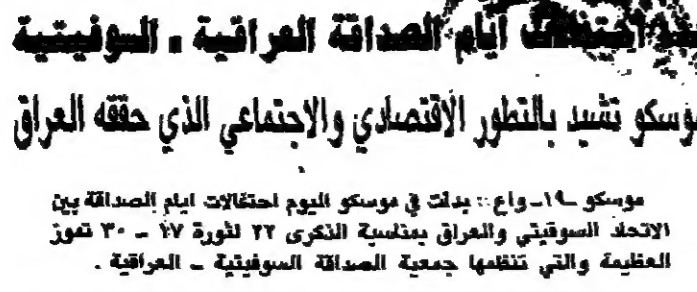 احتفالات ايام الصداقة العراقية ـ السوفيتية
موسكو تشيد بالتطور الاقتصادي والاجتماعي الذي حققه العراق
موسكو ـ١٩ـ واع : بدات في موسكو اليوم احتفالات ايام الصداقة بين
الاتحاد السوفيتي والعراق بمناسبة الذكرى ٢٢ لثورة ١٧ ـ ٣٠ تموز
العظيمة والتي تنظمها جمعية الصداقة السوفيتية ـ العراقية .